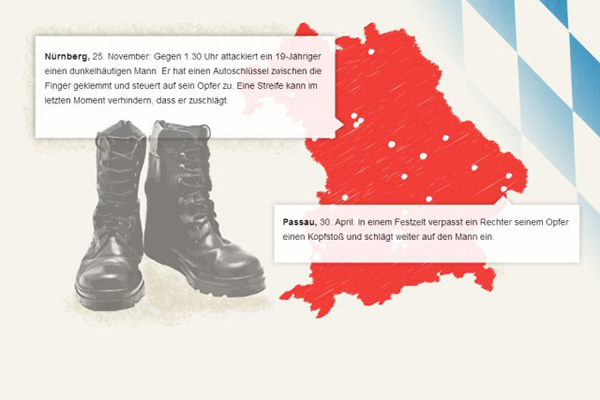 Nürnberg, 25. November: Gegen 1.30 Uhr attackiert ein 19-Jähriger
einen dunkelhäutigen Mann. Er hat einen Autoschlüssel zwischen die
Finger geklemmt und steuert auf sein Opfer zu. Eine Streife kann im
letzten Moment verhindern, dass er zuschlägt.
Passau, 30. April: In einem Festzelt verpasst ein Rechter seinem Opfer
einen Kopfstoß und schlägt weiter auf den Mann ein.